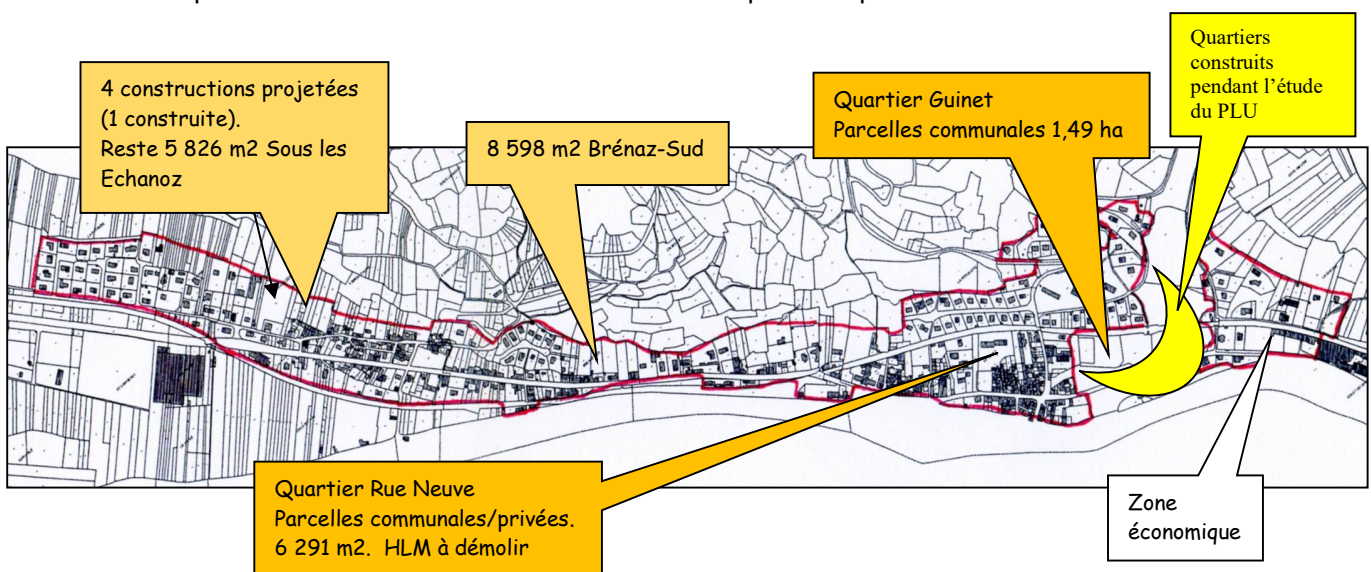 Quartiers
construits
pendant l'étude
du PLU
4 constructions projetées
(1 construite).
Reste 5 826 m2 Sous les
Echanoz
8 598 m2 Brénaz-Sud
Quartier Guinet
Parcelles communales 1,49 ha
Quartier Rue Neuve
Parcelles communales/privées.
6 291 m2.  HLM à démolir
Zone
économique